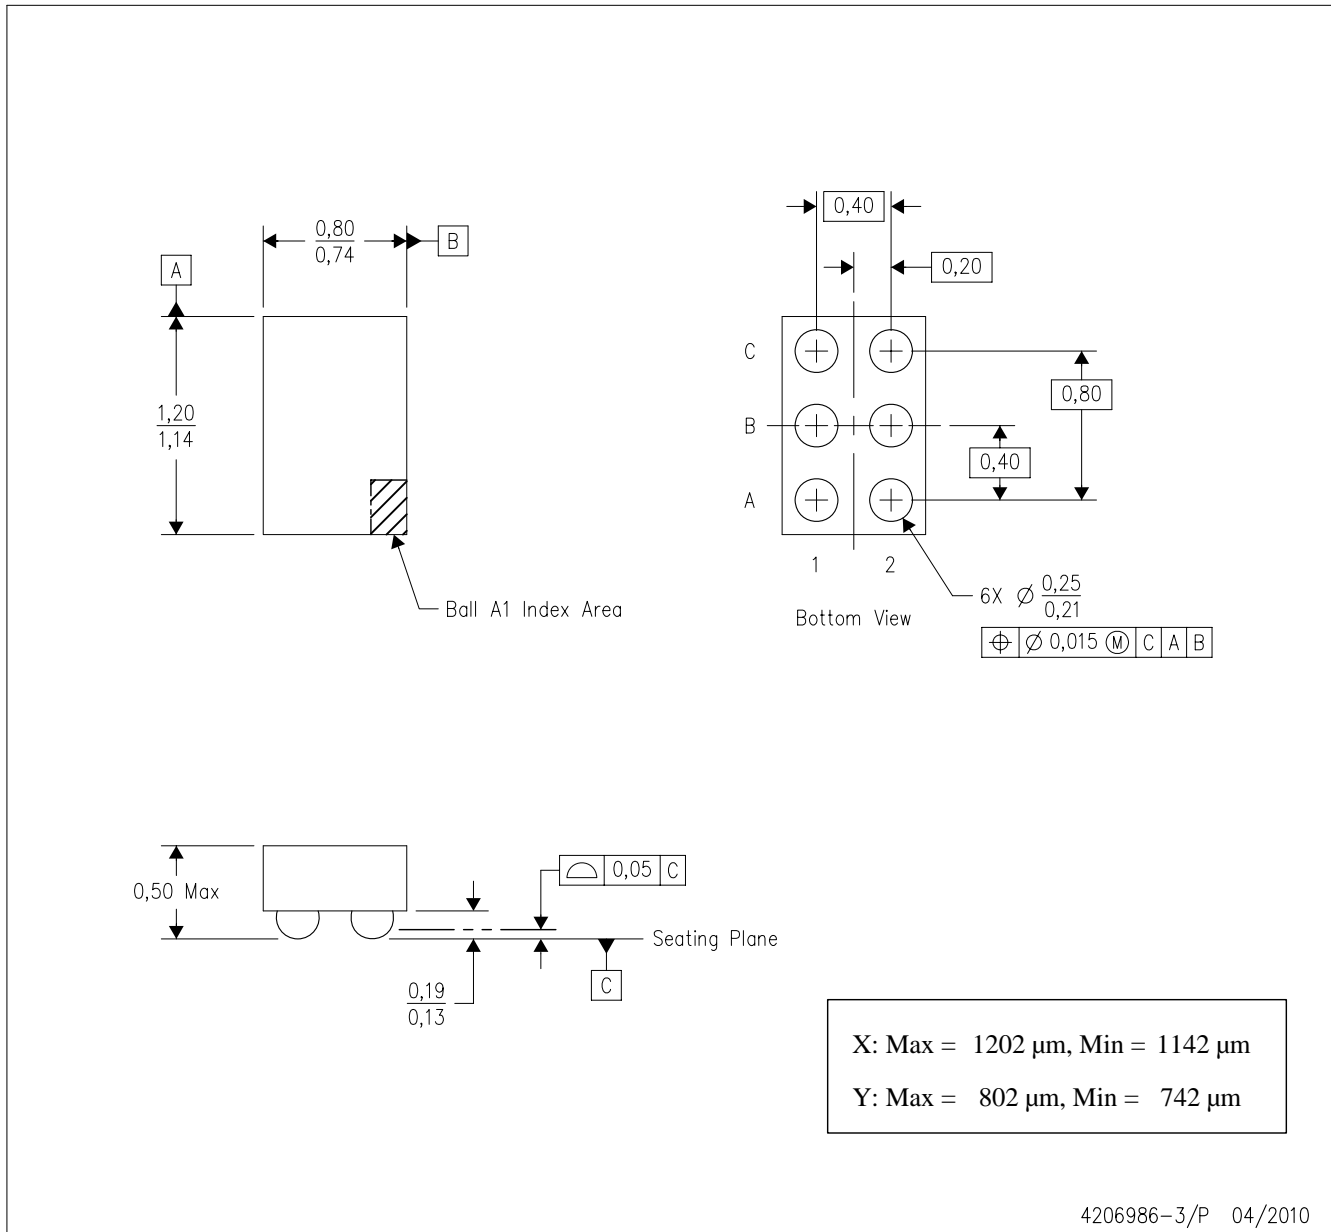 0,40
0,80
0,74
B
A
0,20
C
0,80
1,20
1,14
B
0,40
A
1 2
6X Ø 0,25
0,21
Ball A1 Index Area
Bottom View
⌖ Ø 0,015 Ⓜ C A B
0,50 Max
⌓ 0,05 C
Seating Plane
C
0,19
0,13
X: Max = 1202 µm, Min = 1142 µm
Y: Max = 802 µm, Min = 742 µm
4206986-3/P 04/2010